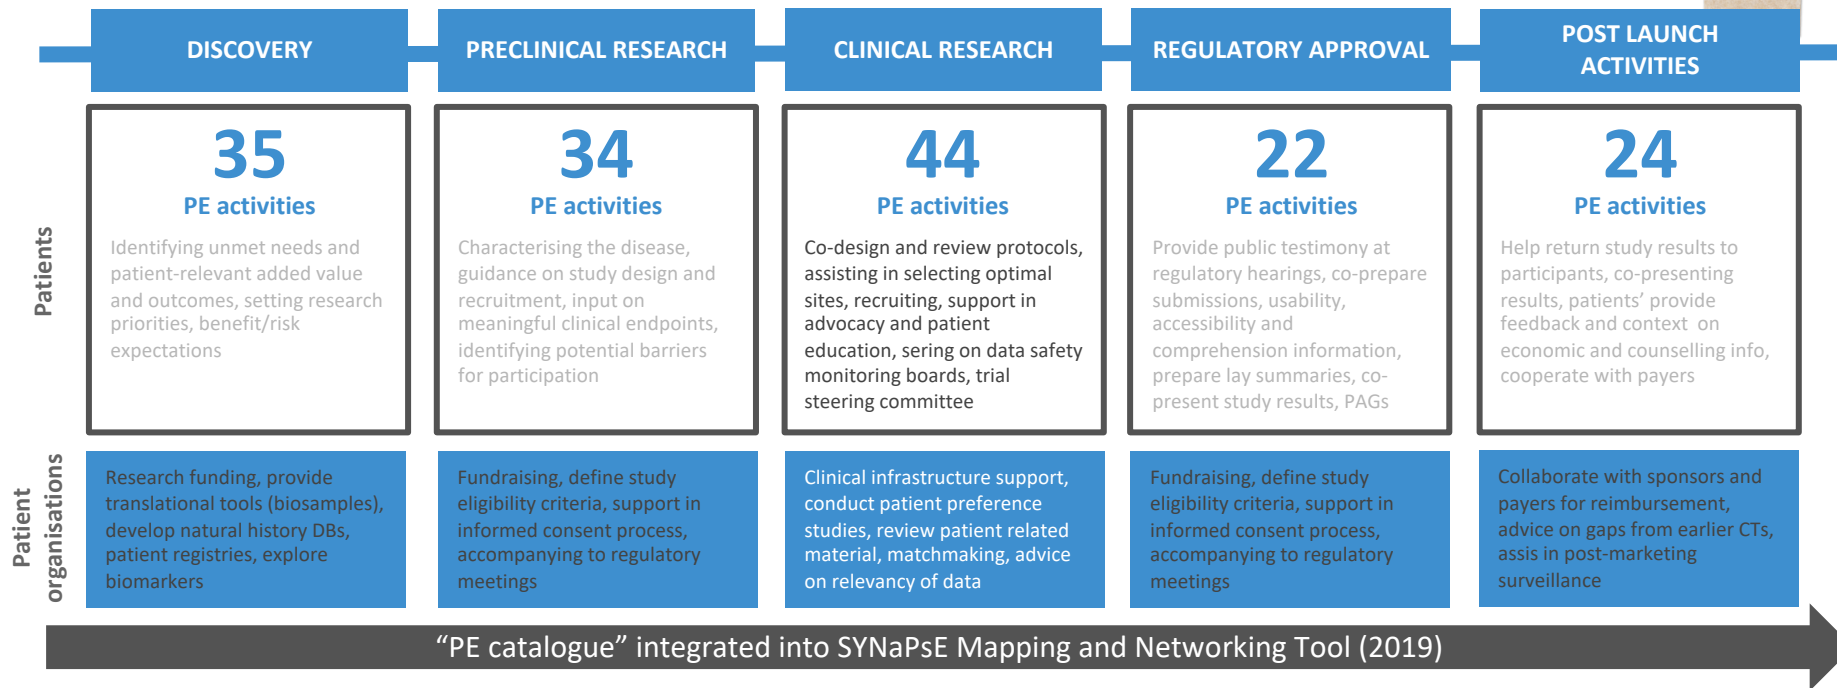 DISCOVERY
PRECLINICAL RESEARCH
CLINICAL RESEARCH
REGULATORY APPROVAL
POST LAUNCH
ACTIVITIES
Patients
35
PE activities
Identifying unmet needs and
patient-relevant added value
and outcomes, setting research
priorities, benefit/risk
expectations
34
PE activities
Characterising the disease,
guidance on study design and
recruitment, input on
meaningful clinical endpoints,
identifying potential barriers
for participation
44
PE activities
Co-design and review protocols,
assisting in selecting optimal
sites, recruiting, support in
advocacy and patient
education, sering on data safety
monitoring boards, trial
steering committee
22
PE activities
Provide public testimony at
regulatory hearings, co-prepare
submissions, usability,
accessibility and
comprehension information,
prepare lay summaries, co-
present study results, PAGs
24
PE activities
Help return study results to
participants, co-presenting
results, patients’ provide
feedback and context  on
economic and counselling info,
cooperate with payers
Patient
organisations
Research funding, provide
translational tools (biosamples),
develop natural history DBs,
patient registries, explore
biomarkers
Fundraising, define study
eligibility criteria, support in
informed consent process,
accompanying to regulatory
meetings
Clinical infrastructure support,
conduct patient preference
studies, review patient related
material, matchmaking, advice
on relevancy of data
Fundraising, define study
eligibility criteria, support in
informed consent process,
accompanying to regulatory
meetings
Collaborate with sponsors and
payers for reimbursement,
advice on gaps from earlier CTs,
assis in post-marketing
surveillance
“PE catalogue” integrated into SYNaPsE Mapping and Networking Tool (2019)